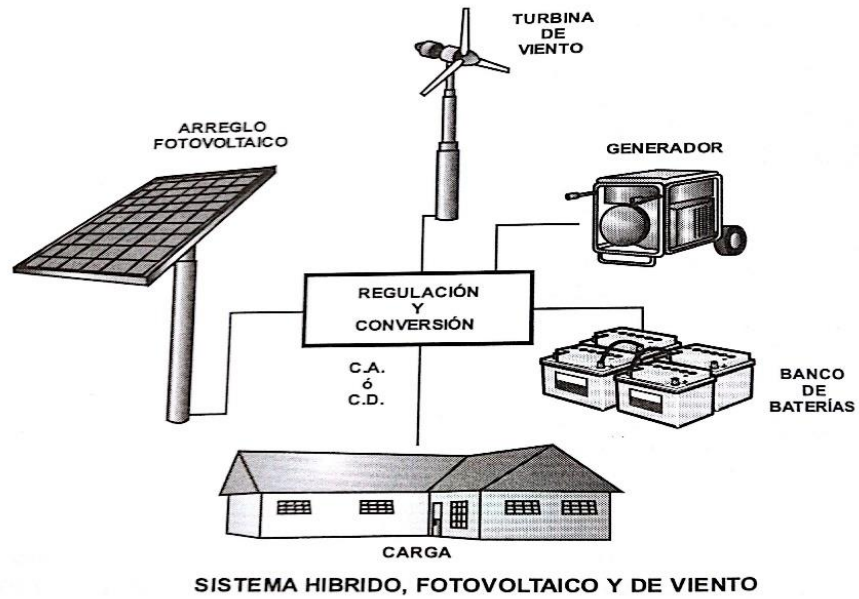 TURBINA
DE
VIENTO
ARREGLO
FOTOVOLTAICO
GENERADOR
REGULACIÓN
Y
CONVERSIÓN
C.A.
ó
C.D.
BANCO
DE
BATERÍAS
CARGA
SISTEMA HIBRIDO, FOTOVOLTAICO Y DE VIENTO